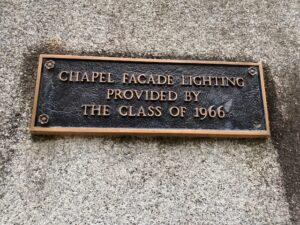 CHAPEL FACADE LIGHTING
PROVIDED BY
THE CLASS OF 1966